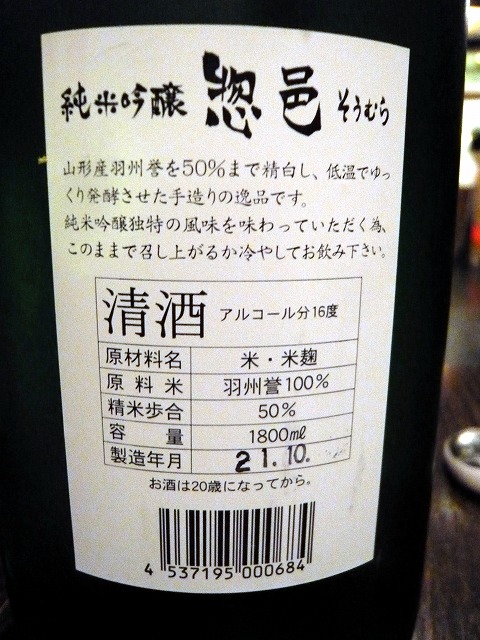 純米吟醸 惣邑 そうむら
山形産羽州誉を50%まで精白し、低温でゆっ
くり発酵させた手造りの逸品です。
純米吟醸独特の風味を味わっていただく為、
このままで召し上がるか冷やしてお飲み下さい。
清酒 アルコール分16度
原材料名 米・米麹
原料米 羽州誉100%
精米歩合 50%
容量 1800ml
製造年月 21.10.
お酒は20歳になってから。
4 537195 000684